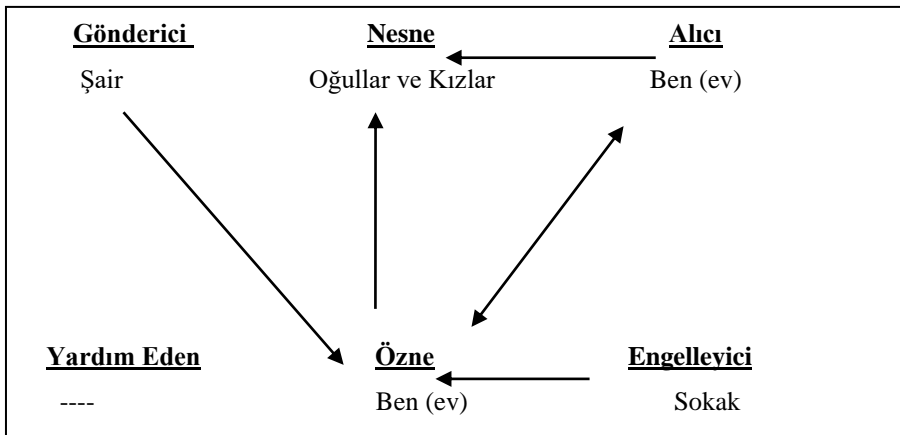 Gönderici Nesne Alıcı
Şair Oğullar ve Kızlar Ben (ev)
Yardım Eden Özne Engelleyici
---- Ben (ev) Sokak